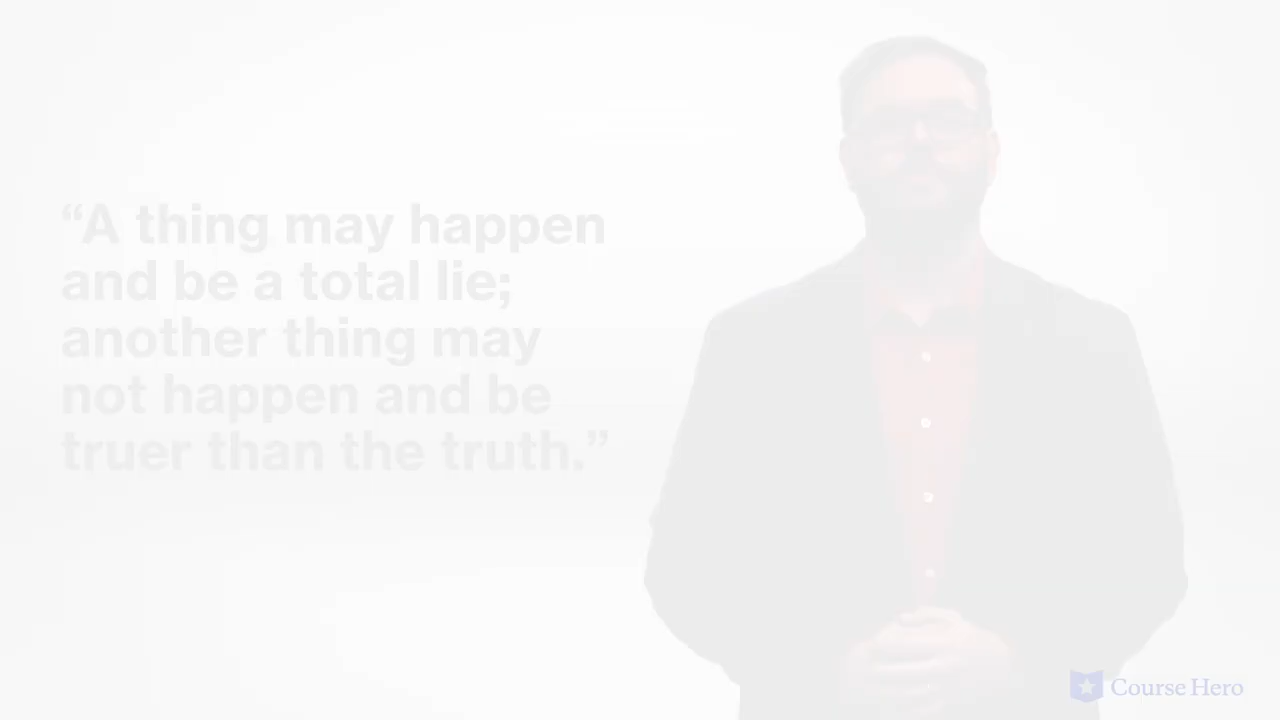 “A thing may happen
and be a total lie;
another thing may
not happen and be
truer than the truth.”
Course Hero